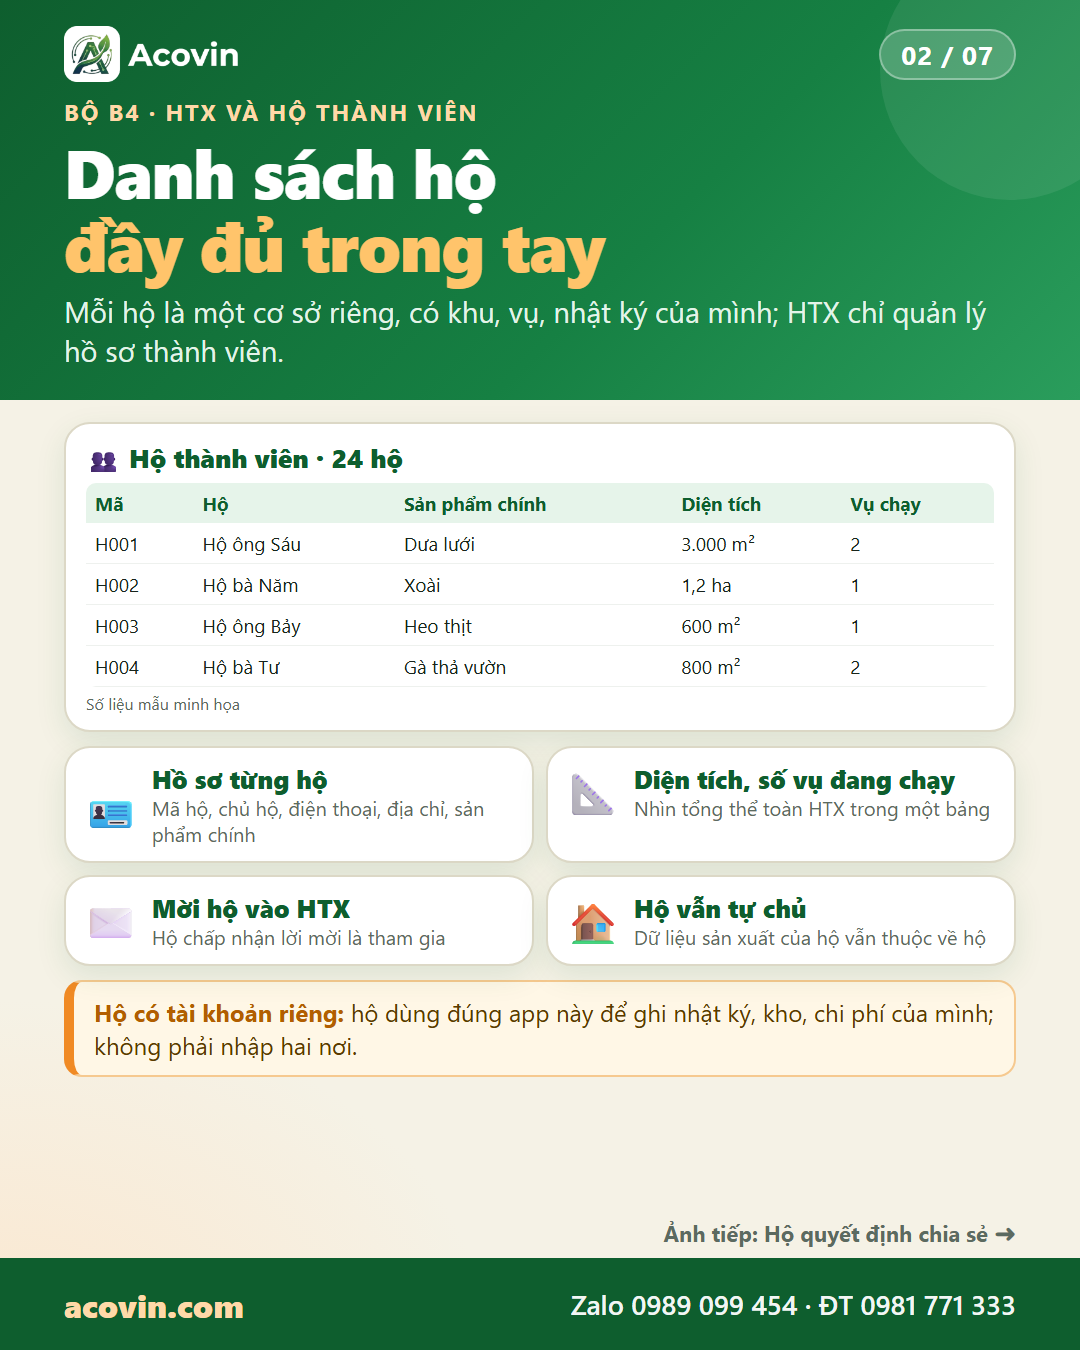 Acovin
02 / 07
BỘ B4 · HTX VÀ HỘ THÀNH VIÊN
Danh sách hộ
đầy đủ trong tay
Mỗi hộ là một cơ sở riêng, có khu, vụ, nhật ký của mình; HTX chỉ quản lý
hồ sơ thành viên.
Hộ thành viên · 24 hộ
Mã Hộ Sản phẩm chính Diện tích Vụ chạy
H001 Hộ ông Sáu Dưa lưới 3.000 m² 2
H002 Hộ bà Năm Xoài 1,2 ha 1
H003 Hộ ông Bảy Heo thịt 600 m² 1
H004 Hộ bà Tư Gà thả vườn 800 m² 2
Số liệu mẫu minh họa
Hồ sơ từng hộ
Mã hộ, chủ hộ, điện thoại, địa chỉ, sản
phẩm chính
Diện tích, số vụ đang chạy
Nhìn tổng thể toàn HTX trong một bảng
Mời hộ vào HTX
Hộ chấp nhận lời mời là tham gia
Hộ vẫn tự chủ
Dữ liệu sản xuất của hộ vẫn thuộc về hộ
Hộ có tài khoản riêng: hộ dùng đúng app này để ghi nhật ký, kho, chi phí của mình;
không phải nhập hai nơi.
Ảnh tiếp: Hộ quyết định chia sẻ ➜
acovin.com
Zalo 0989 099 454 · ĐT 0981 771 333